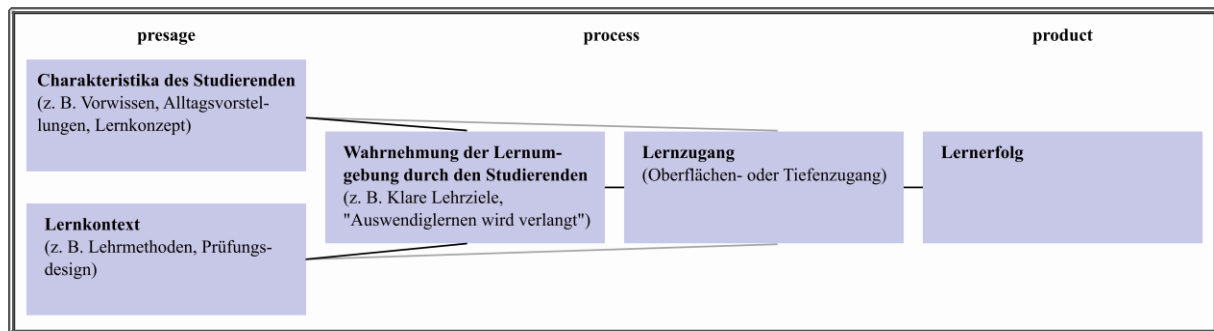 presage
process
product
Charakteristika des Studierenden
(z. B. Vorwissen, Alltagsvorstel-
lungen, Lernkonzept)
Lernkontext
(z. B. Lehrmethoden, Prüfungs-
design)
Wahrnehmung der Lernum-
gebung durch den Studierenden
(z. B. Klare Lehrziele,
"Auswendiglernen wird verlangt")
Lernzugang
(Oberflächen- oder Tiefenzugang)
Lernerfolg